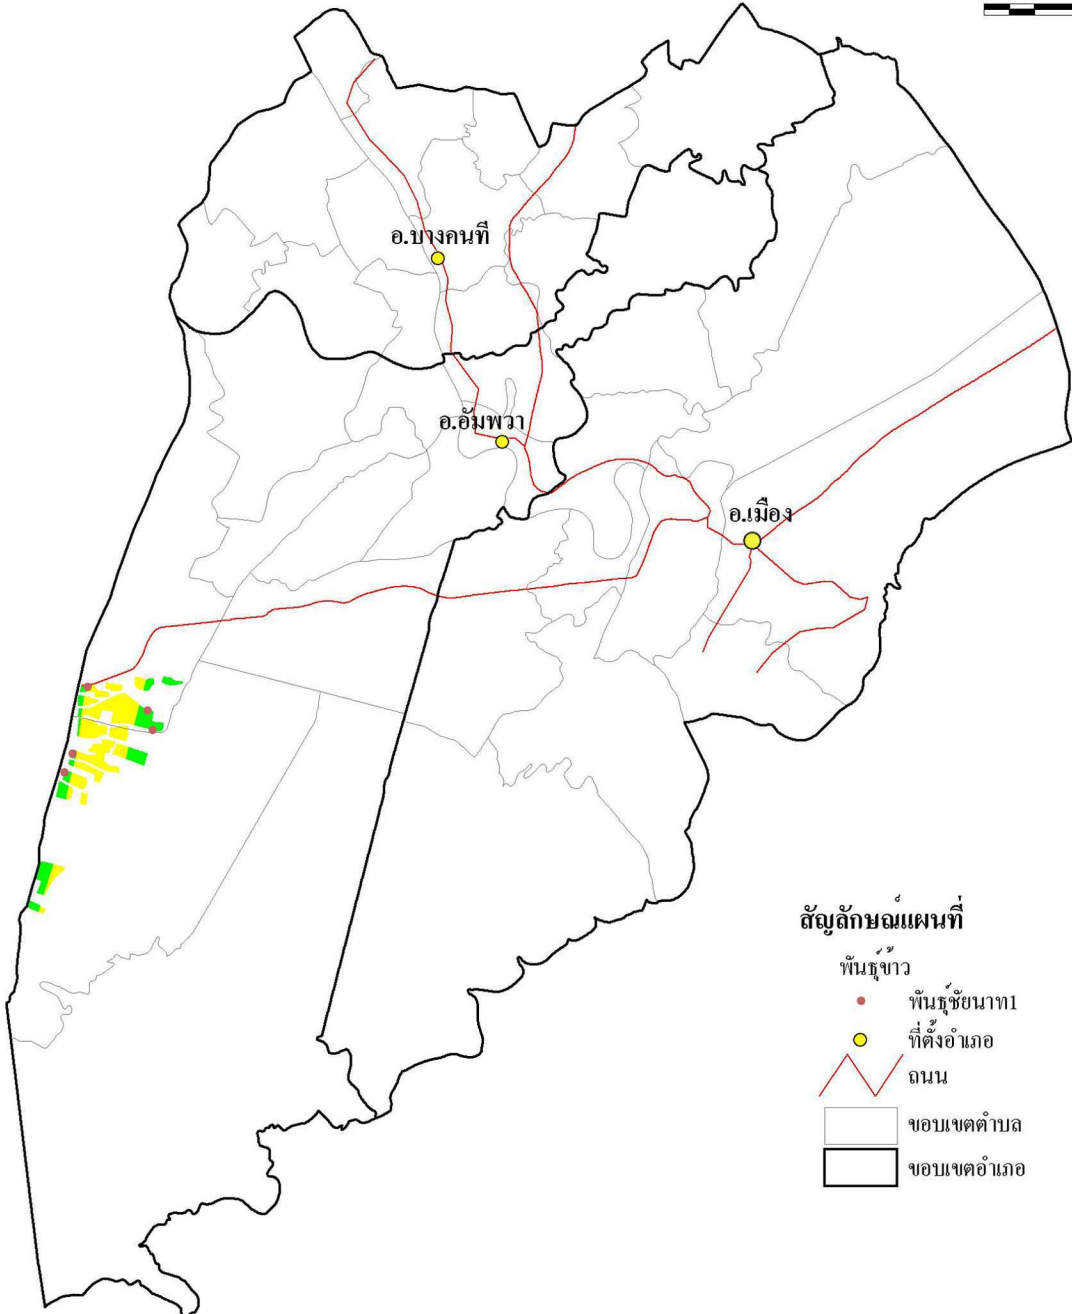 อ.บางคนที
อ.อัมพวา
อ.เมือง
สัญลักษณ์แผนที่
พันธุ์ข้าว
พันธุ์ชัยนาท1
ที่ตั้งอำเภอ
ถนน
ขอบเขตตำบล
ขอบเขตอำเภอ